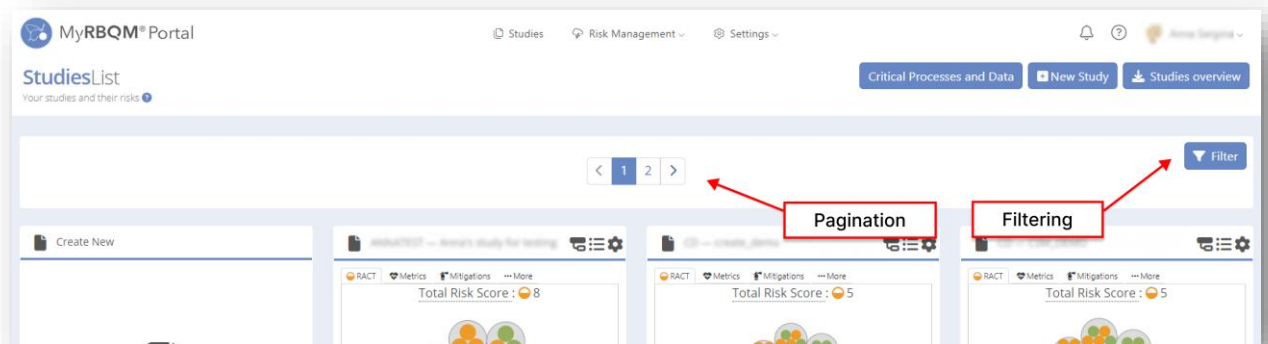 MyRBQM® Portal
Studies
Risk Management
Settings
StudiesList
Your studies and their risks
Critical Processes and Data
New Study
Studies overview
1 2
Filter
Pagination
Filtering
Create New
RACT Metrics Mitigations ··· More
Total Risk Score : 8
RACT Metrics Mitigations ··· More
Total Risk Score : 5
RACT Metrics Mitigations ··· More
Total Risk Score : 5